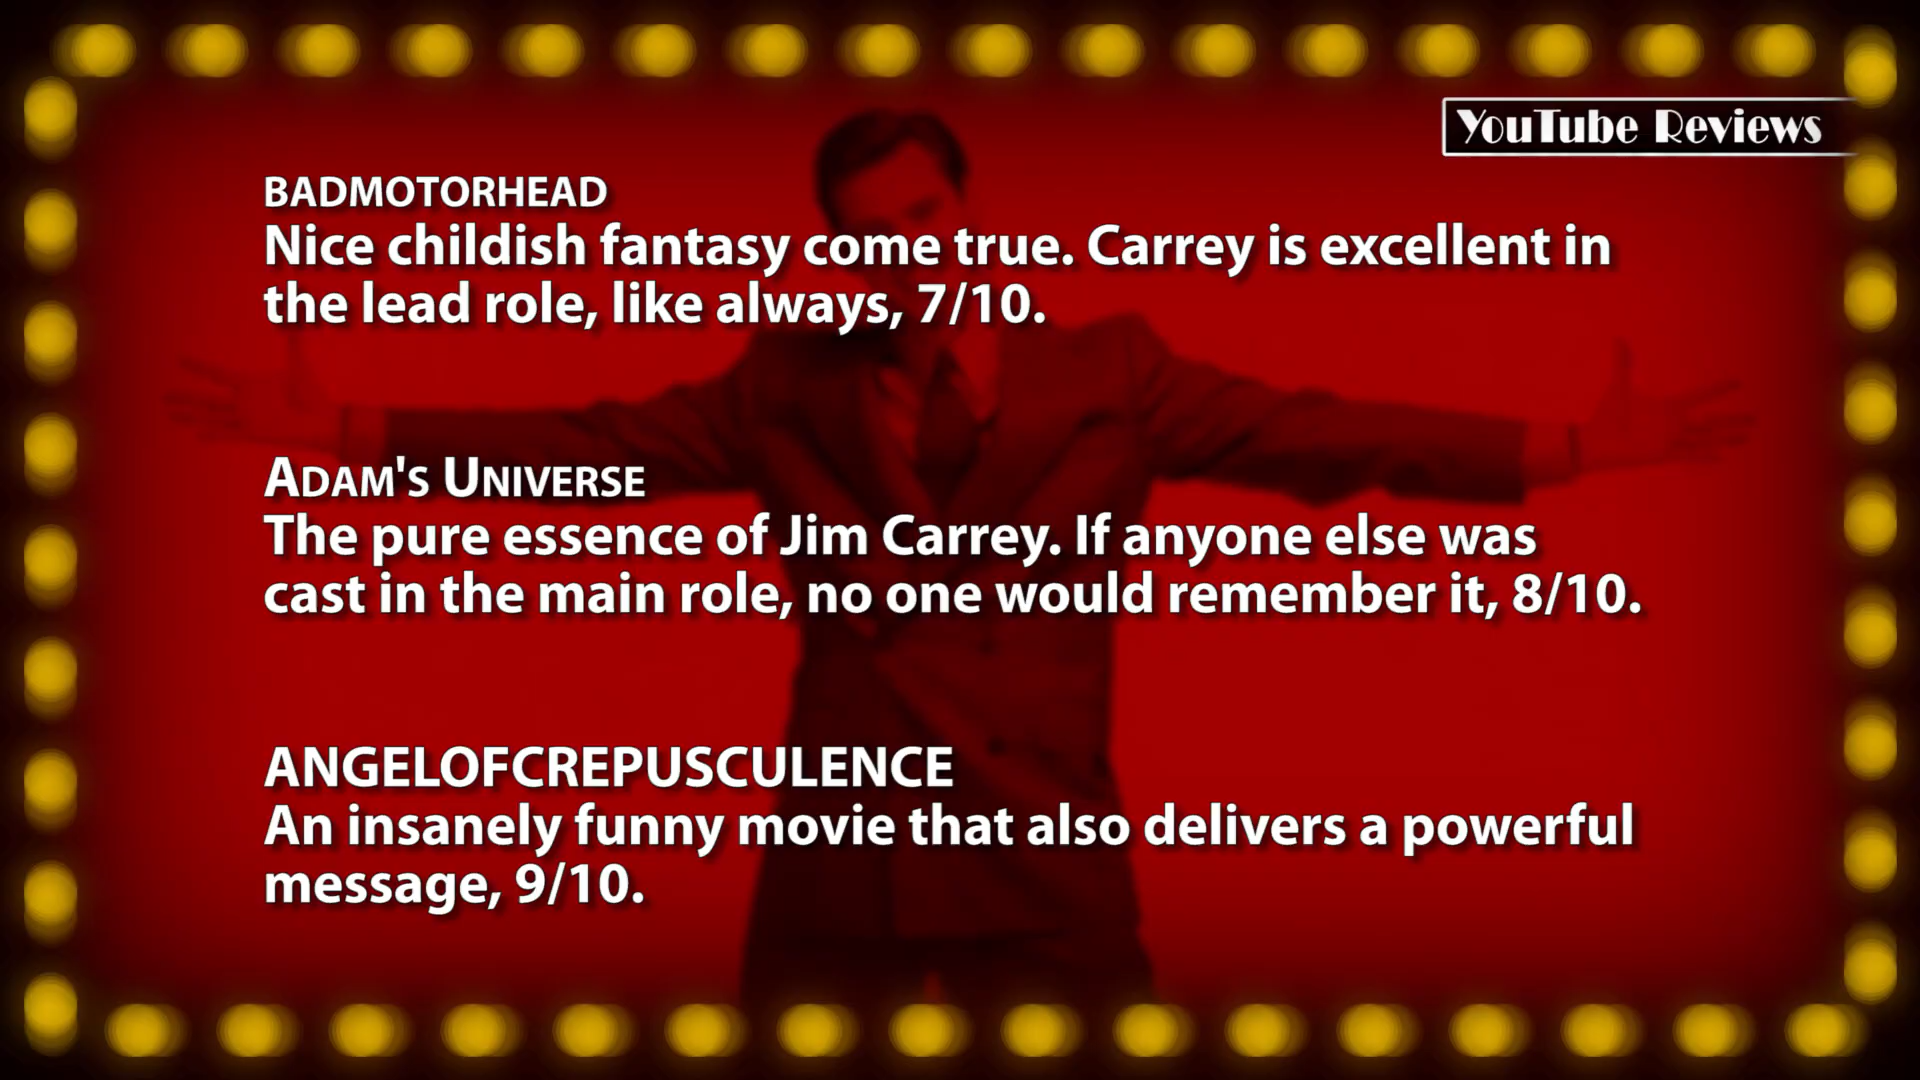 YouTube Reviews
BADMOTORHEAD
Nice childish fantasy come true. Carrey is excellent in
the lead role, like always, 7/10.
ADAM'S UNIVERSE
The pure essence of Jim Carrey. If anyone else was
cast in the main role, no one would remember it, 8/10.
ANGELOFCREPUSCULENCE
An insanely funny movie that also delivers a powerful
message, 9/10.